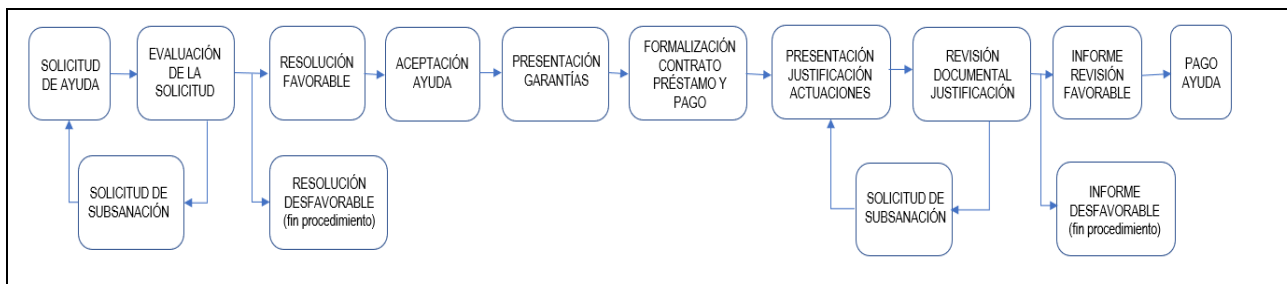 SOLICITUD
DE AYUDA
EVALUACIÓN
DE LA
SOLICITUD
RESOLUCIÓN
FAVORABLE
ACEPTACIÓN
AYUDA
PRESENTACIÓN
GARANTÍAS
FORMALIZACIÓN
CONTRATO
PRÉSTAMO Y
PAGO
PRESENTACIÓN
JUSTIFICACIÓN
ACTUACIONES
REVISIÓN
DOCUMENTAL
JUSTIFICACIÓN
INFORME
REVISIÓN
FAVORABLE
PAGO
AYUDA
SOLICITUD DE
SUBSANACIÓN
RESOLUCIÓN
DESFAVORABLE
(fin procedimiento)
SOLICITUD DE
SUBSANACIÓN
INFORME
DESFAVORABLE
(fin procedimiento)